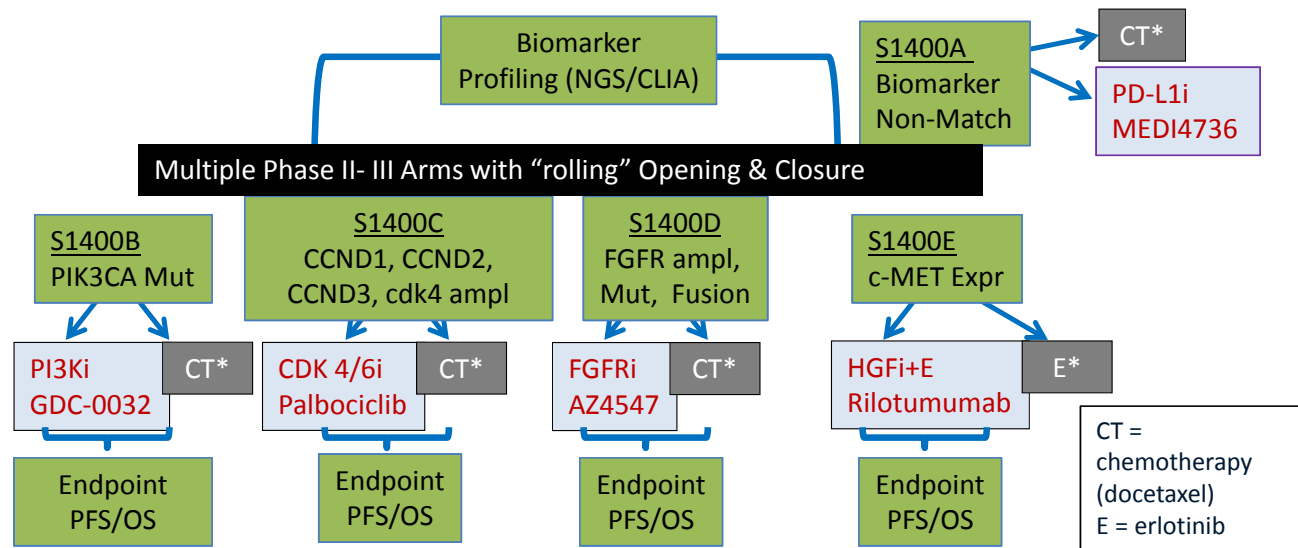 Biomarker
Profiling (NGS/CLIA)
S1400A
Biomarker
Non-Match
CT*
PD-L1i
MEDI4736
Multiple Phase II- III Arms with “rolling” Opening & Closure
S1400B
PIK3CA Mut
S1400C
CCND1, CCND2,
CCND3, cdk4 ampl
S1400D
FGFR ampl,
Mut, Fusion
S1400E
c-MET Expr
PI3Ki
GDC-0032
CT*
CDK 4/6i
Palbociclib
CT*
FGFRi
AZ4547
CT*
HGFi+E
Rilotumumab
E*
Endpoint
PFS/OS
Endpoint
PFS/OS
Endpoint
PFS/OS
Endpoint
PFS/OS
CT =
chemotherapy
(docetaxel)
E = erlotinib